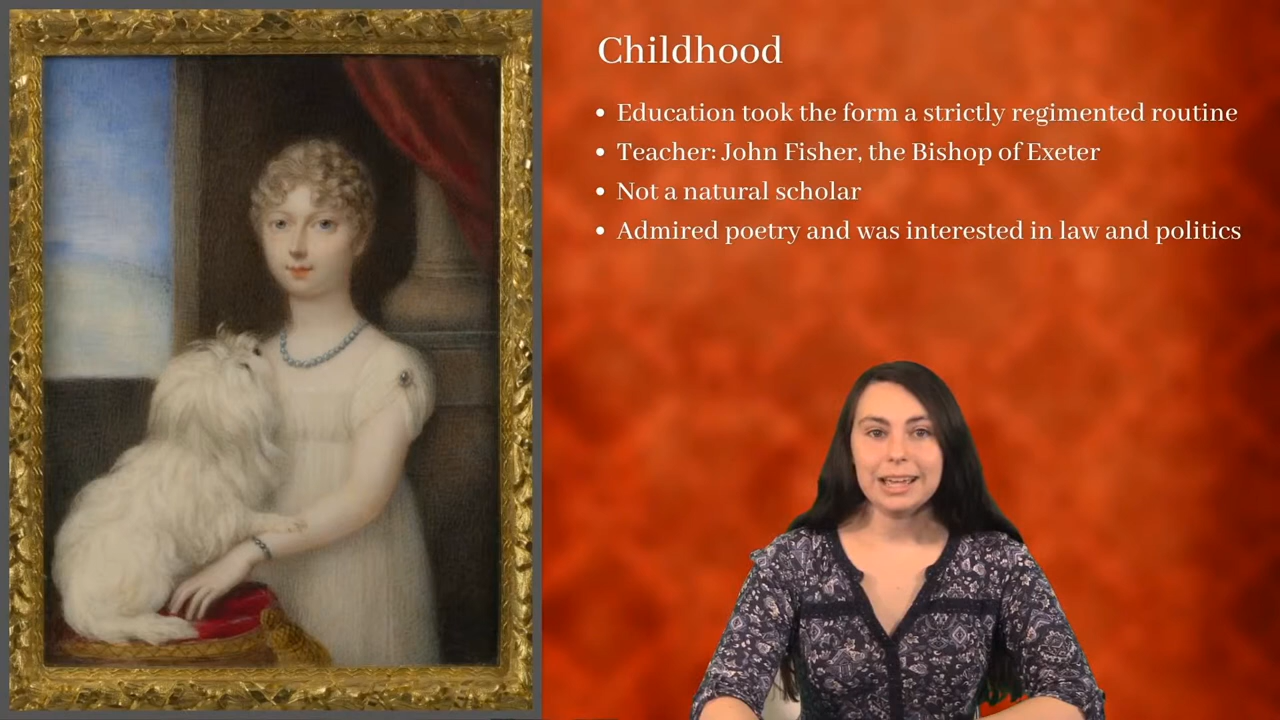 Childhood
• Education took the form a strictly regimented routine
• Teacher: John Fisher, the Bishop of Exeter
• Not a natural scholar
• Admired poetry and was interested in law and politics